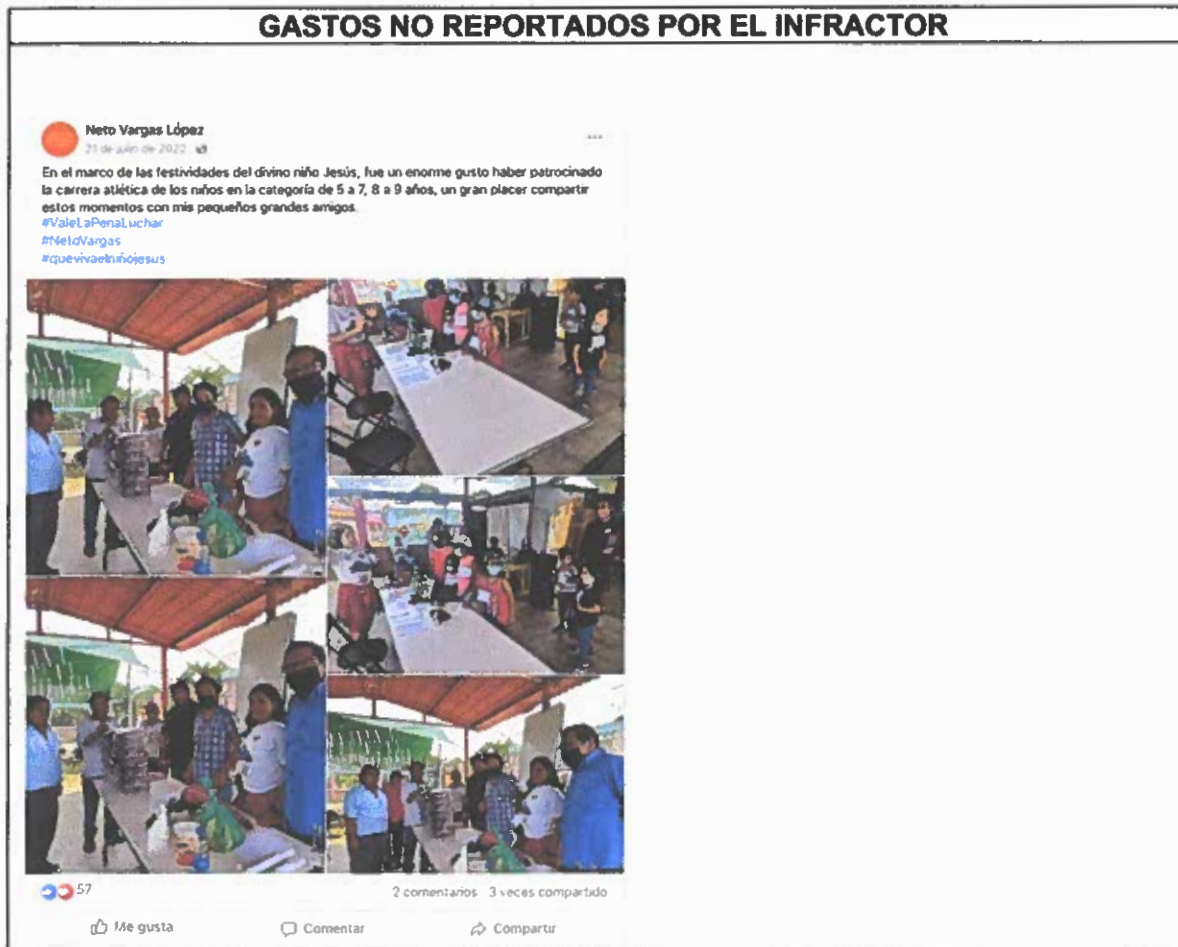 GASTOS NO REPORTADOS POR EL INFRACTOR
Neto Vargas López
21 de julio de 2022
En el marco de las festividades del divino niño Jesús, fue un enorme gusto haber patrocinado
la carrera atlética de los niños en la categoría de 5 a 7, 8 a 9 años, un gran placer compartir
estos momentos con mis pequeños grandes amigos.
#ValeLaPenaLuchar
#NetoVargas
#quevivaelniñojesus
57
2 comentarios 3 veces compartido
Me gusta
Comentar
Compartir